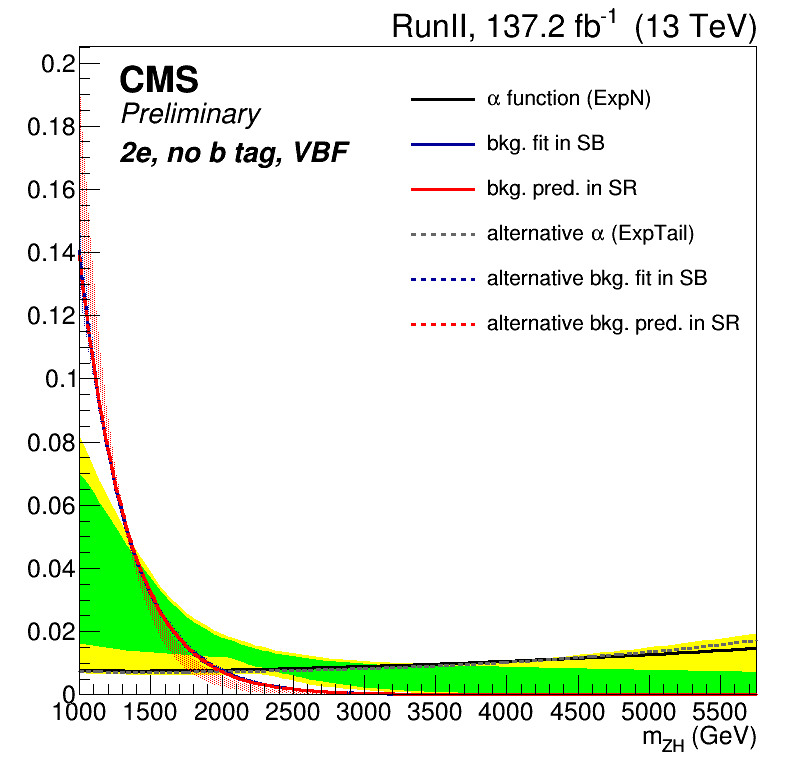 RunII, 137.2 fb⁻¹ (13 TeV)
CMS
Preliminary
2e, no b tag, VBF
α function (ExpN)
bkg. fit in SB
bkg. pred. in SR
alternative α (ExpTail)
alternative bkg. fit in SB
alternative bkg. pred. in SR
0.2
0.18
0.16
0.14
0.12
0.1
0.08
0.06
0.04
0.02
0
1000 1500 2000 2500 3000 3500 4000 4500 5000 5500
m_ZH (GeV)